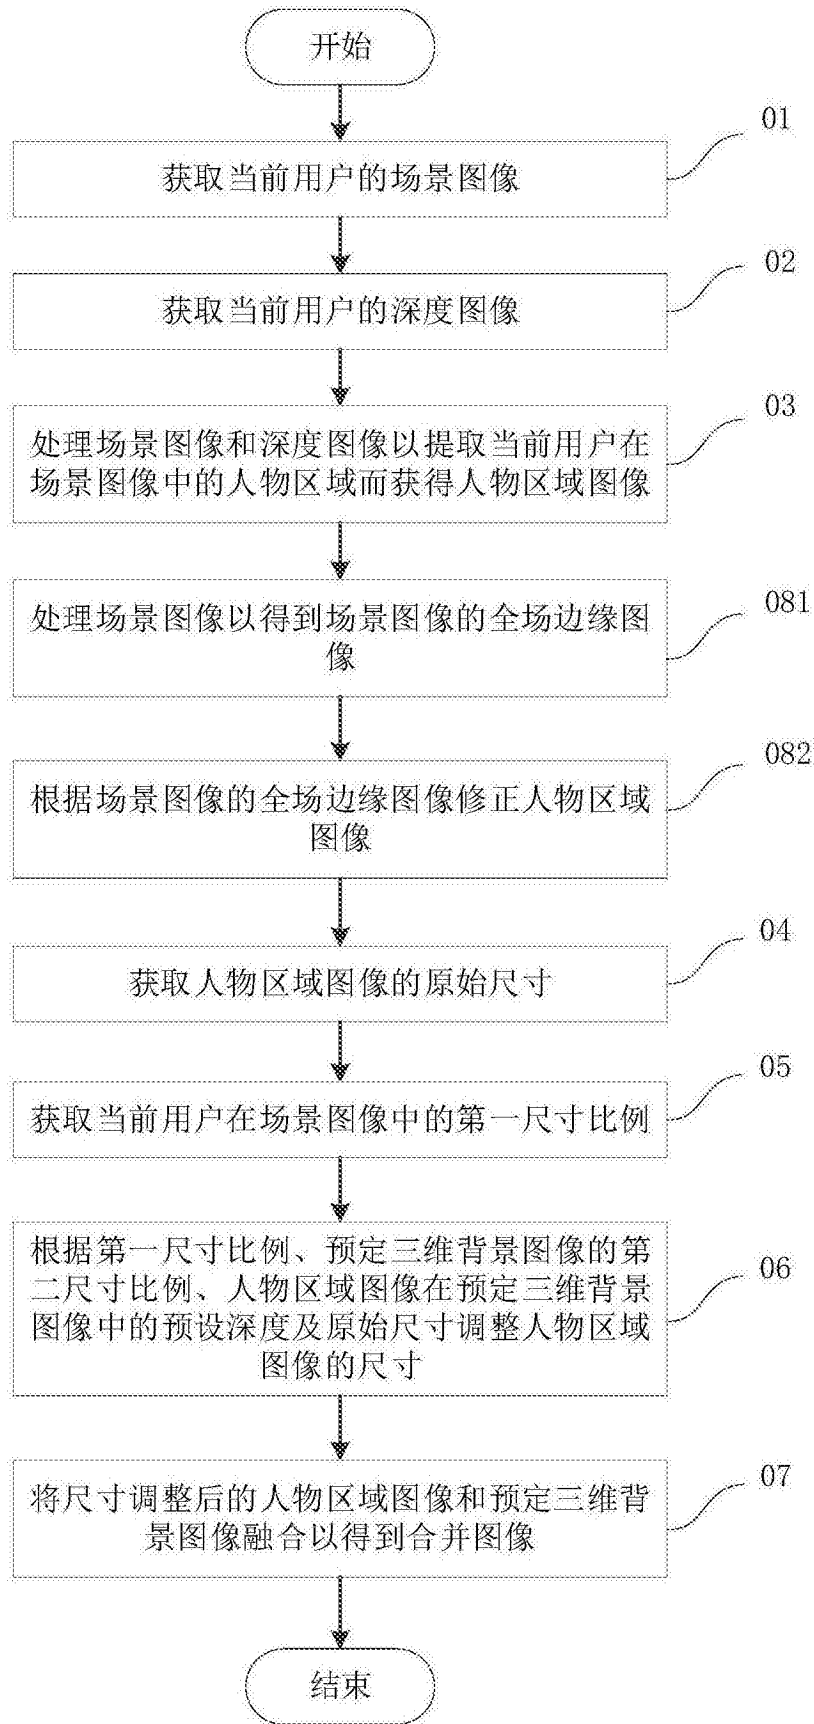 开始
01
获取当前用户的场景图像
02
获取当前用户的深度图像
03
处理场景图像和深度图像以提取当前用户在
场景图像中的人物区域而获得人物区域图像
081
处理场景图像以得到场景图像的全场边缘图
像
082
根据场景图像的全场边缘图像修正人物区域
图像
04
获取人物区域图像的原始尺寸
05
获取当前用户在场景图像中的第一尺寸比例
06
根据第一尺寸比例、预定三维背景图像的第
二尺寸比例、人物区域图像在预定三维背景
图像中的预设深度及原始尺寸调整人物区域
图像的尺寸
07
将尺寸调整后的人物区域图像和预定三维背
景图像融合以得到合并图像
结束